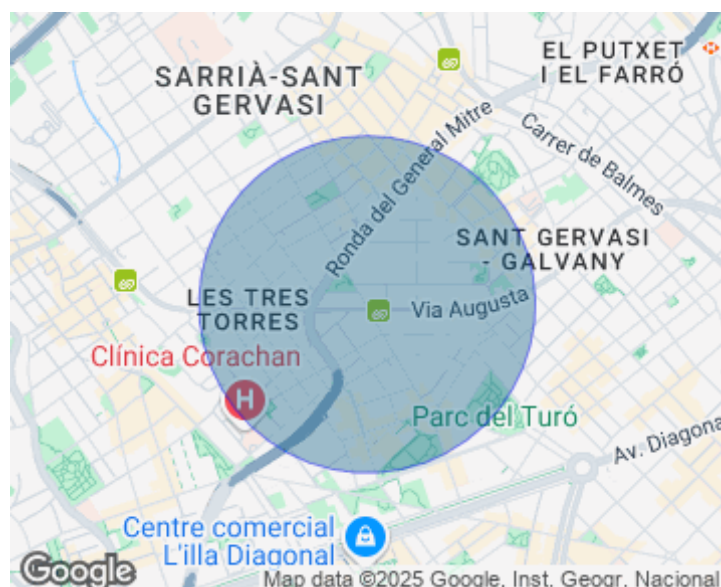 EL PUTXET
I EL FARRÓ
SARRIÀ-SANT
GERVASI
Carrer de Balmes
Ronda del General Mitre
SANT GERVASI
- GALVANY
LES TRES
TORRES
Via Augusta
Clínica Corachan
H
Parc del Turó
Av. Diagonal
Centre comercial
L'illa Diagonal
Google
Map data ©2025 Google, Inst. Geogr. Nacional